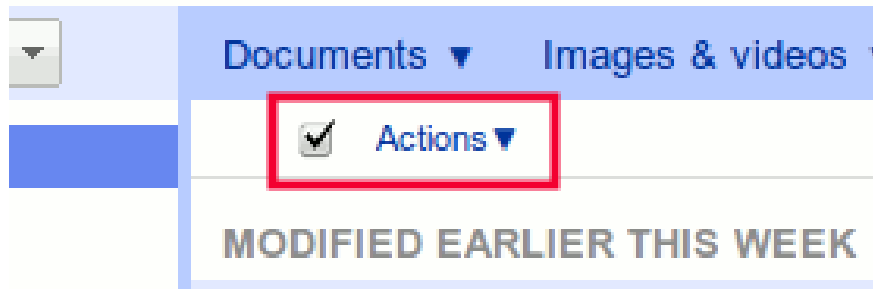 Documents ▼ Images & videos
Actions▼
MODIFIED EARLIER THIS WEEK